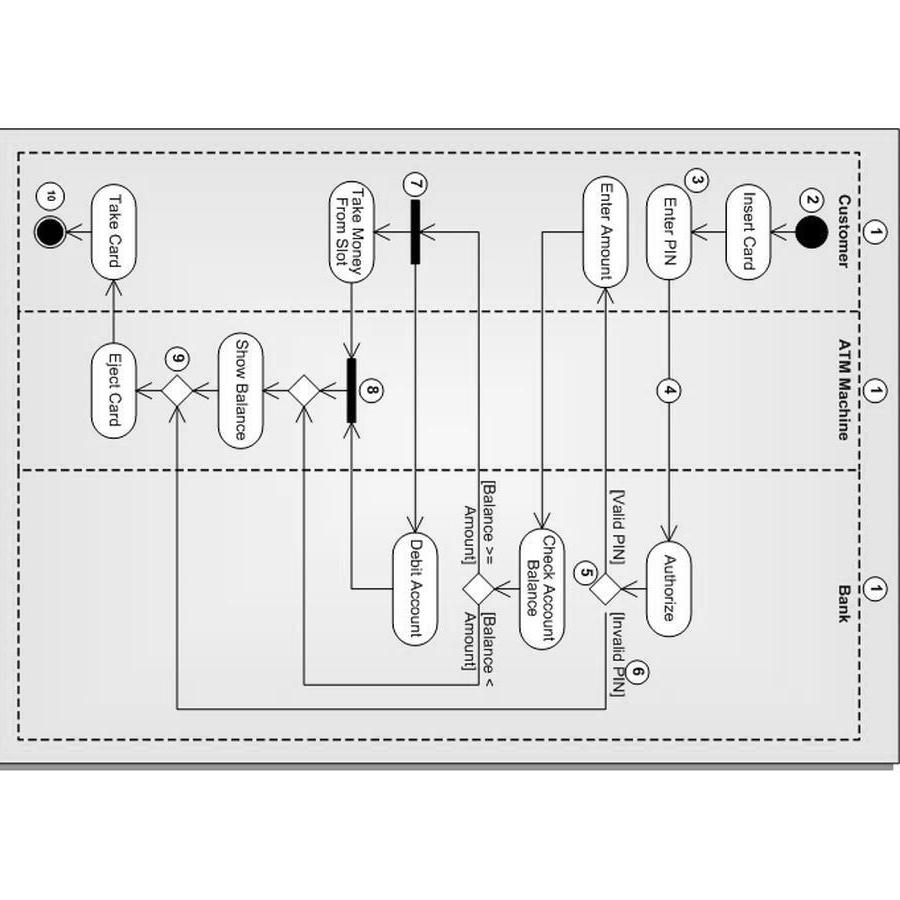 1
1
1
Customer
ATM Machine
Bank
2
Insert Card
3
Enter PIN
4
Authorize
5
[Valid PIN]
[Invalid PIN]
6
Enter Amount
Check Account
Balance
[Balance >=
Amount]
[Balance <
Amount]
7
Debit Account
Take Money
From Slot
8
Show Balance
9
Eject Card
Take Card
10